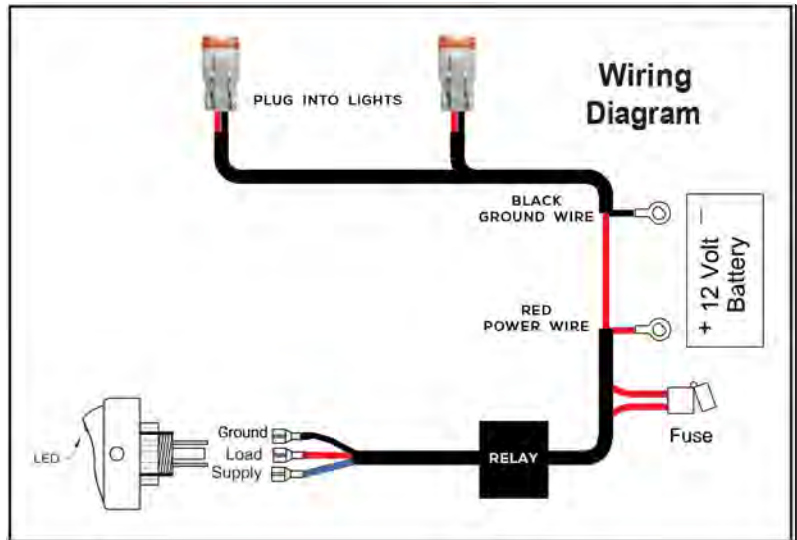 Wiring
Diagram
PLUG INTO LIGHTS
BLACK
GROUND WIRE
RED
POWER WIRE
+ 12 Volt –
Battery
Fuse
RELAY
Ground
Load
Supply
LED